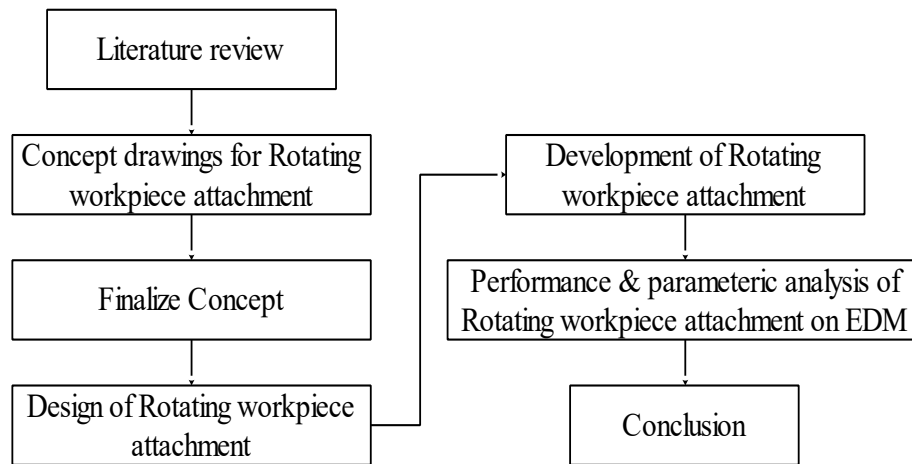 Literature review
Concept drawings for Rotating
workpiece attachment
Finalize Concept
Design of Rotating workpiece
attachment
Development of Rotating
workpiece attachment
Performance & parameteric analysis of
Rotating workpiece attachment on EDM
Conclusion